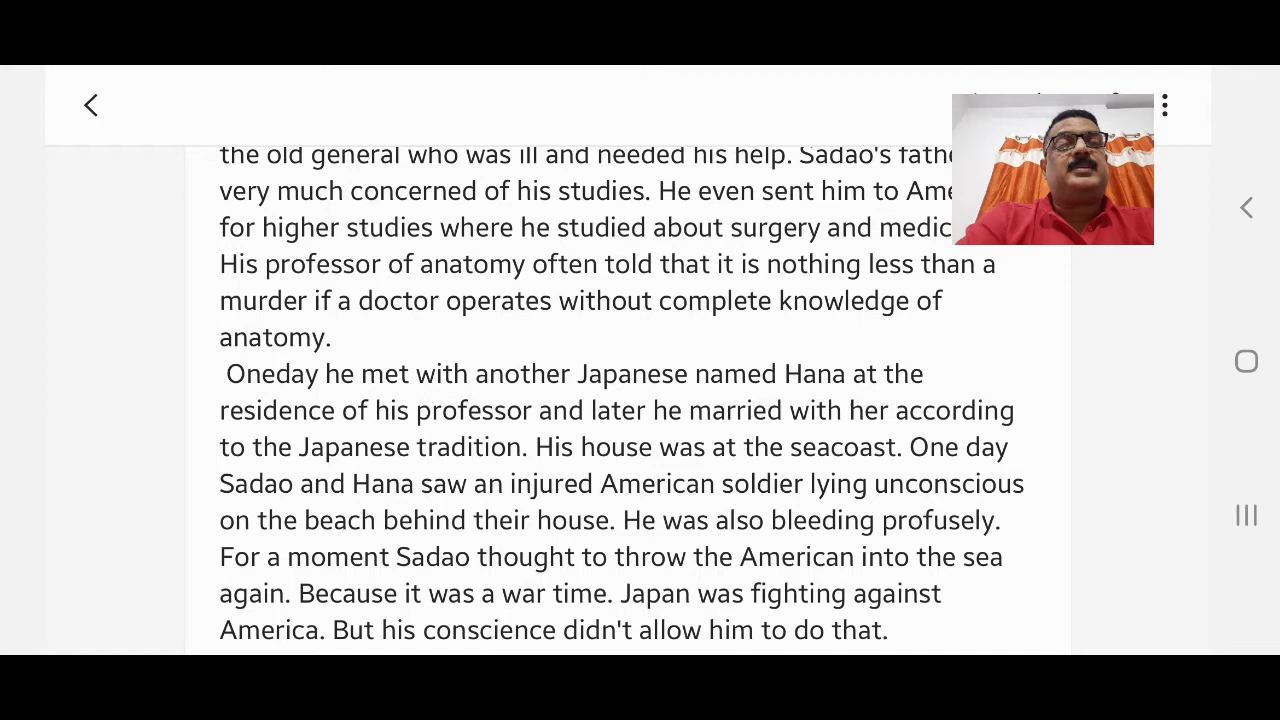 the old general who was ill and needed his help. Sadao's
very much concerned of his studies. He even sent him to
for higher studies where he studied about surgery and
His professor of anatomy often told that it is nothing less than a
murder if a doctor operates without complete knowledge of
anatomy.
Oneday he met with another Japanese named Hana at the
residence of his professor and later he married with her according
to the Japanese tradition. His house was at the seacoast. One day
Sadao and Hana saw an injured American soldier lying unconscious
on the beach behind their house. He was also bleeding profusely.
For a moment Sadao thought to throw the American into the sea
again. Because it was a war time. Japan was fighting against
America. But his conscience didn't allow him to do that.